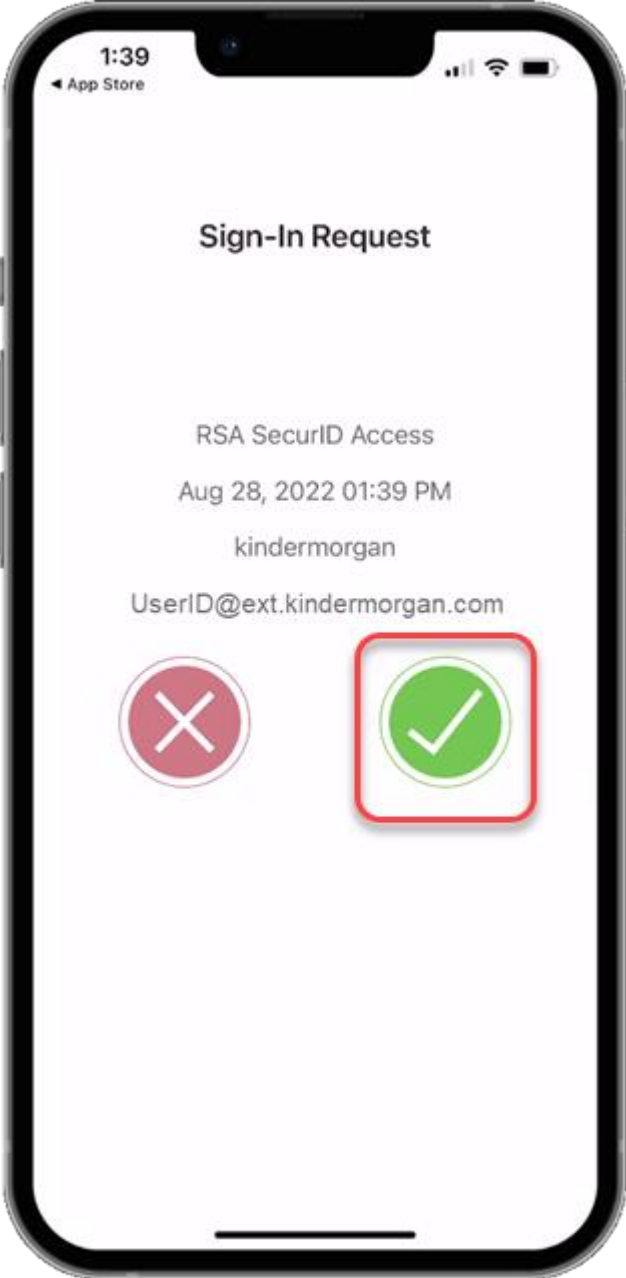 1:39
◀ App Store
Sign-In Request
RSA SecurID Access
Aug 28, 2022 01:39 PM
kindermorgan
UserID@ext.kindermorgan.com